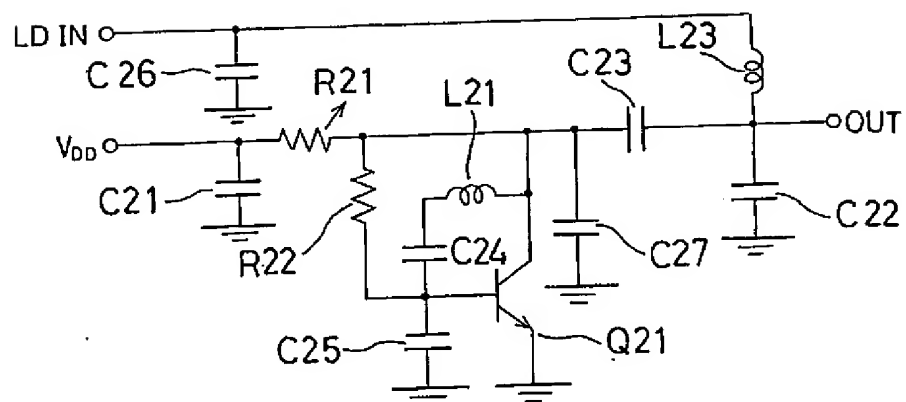 LD IN
C26
R21
L21
C23
L23
OUT
VDD
C21
R22
C24
C27
C22
C25
Q21